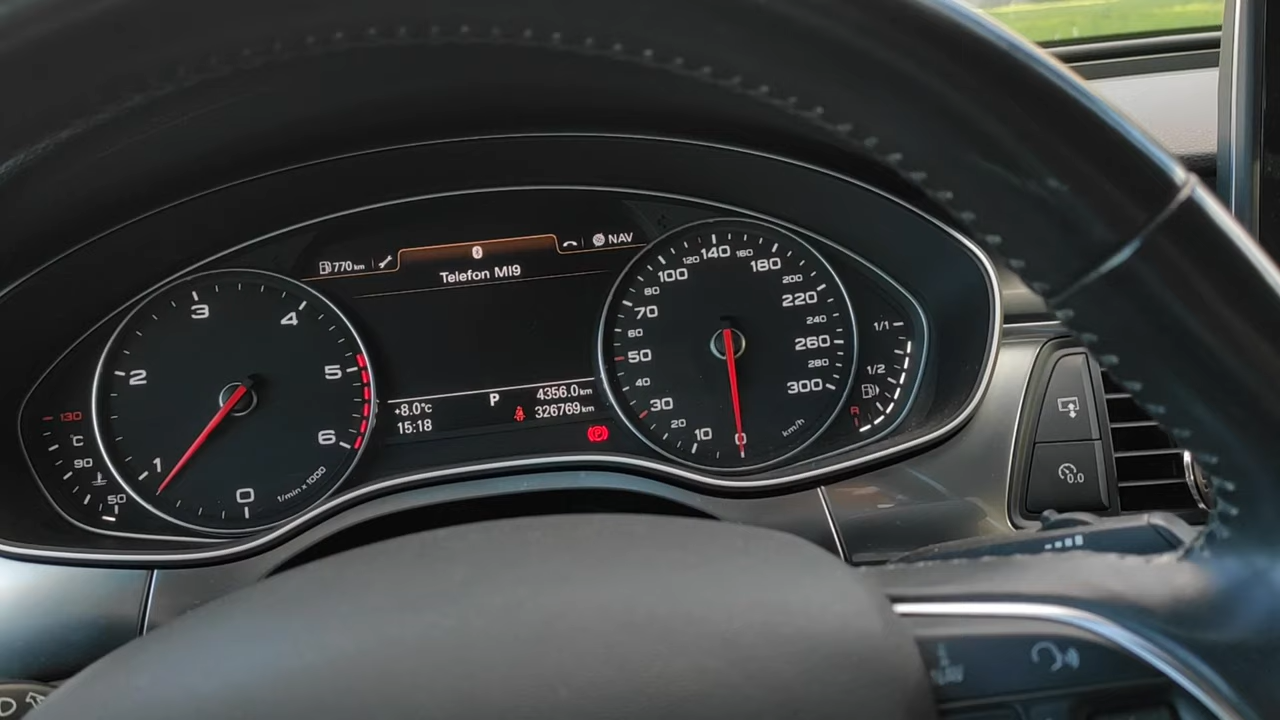 770 km
NAV
Telefon MI9
+8.0°C
P
4356.0 km
15:18
326769 km
0
1
2
3
4
5
6
1/min x 1000
130
°C
90
50
0
10
20
30
40
50
60
70
80
100
120
140
160
180
200
220
240
260
280
300
km/h
1/1
1/2
R
(P)
0.0